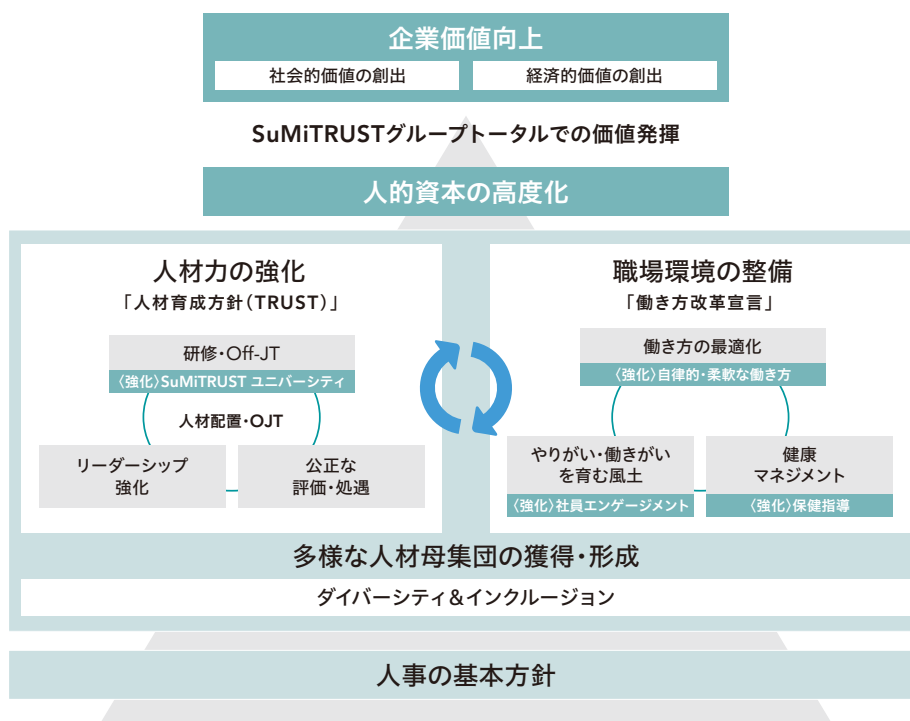 企業価値向上
社会的価値の創出
経済的価値の創出
SuMiTRUSTグループトータルでの価値発揮
人的資本の高度化
人材力の強化
「人材育成方針(TRUST)」
研修・Off-JT
〈強化〉SuMiTRUST ユニバーシティ
人材配置・OJT
リーダーシップ
強化
公正な
評価・処遇
職場環境の整備
「働き方改革宣言」
働き方の最適化
〈強化〉自律的・柔軟な働き方
やりがい・働きがい
を育む風土
〈強化〉社員エンゲージメント
健康
マネジメント
〈強化〉保健指導
多様な人材母集団の獲得・形成
ダイバーシティ&インクルージョン
人事の基本方針